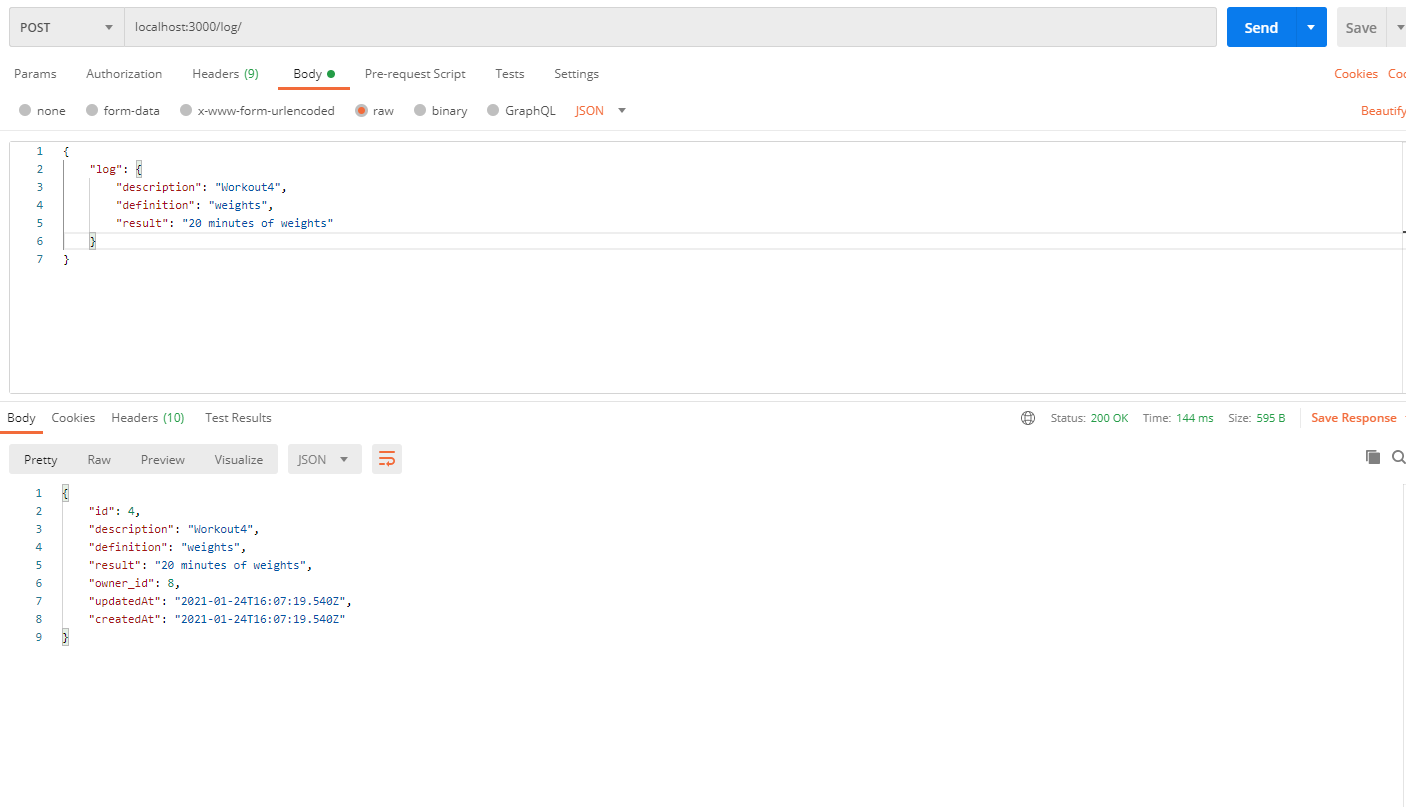 POST localhost:3000/log/ Send Save
Params Authorization Headers (9) Body Pre-request Script Tests Settings Cookies
none form-data x-www-form-urlencoded raw binary GraphQL JSON Beautify
1 {
2 "log": {
3 "description": "Workout4",
4 "definition": "weights",
5 "result": "20 minutes of weights"
6 }
7 }
Body Cookies Headers (10) Test Results Status: 200 OK Time: 144 ms Size: 595 B Save Response
Pretty Raw Preview Visualize JSON
1 {
2 "id": 4,
3 "description": "Workout4",
4 "definition": "weights",
5 "result": "20 minutes of weights",
6 "owner_id": 8,
7 "updatedAt": "2021-01-24T16:07:19.540Z",
8 "createdAt": "2021-01-24T16:07:19.540Z"
9 }